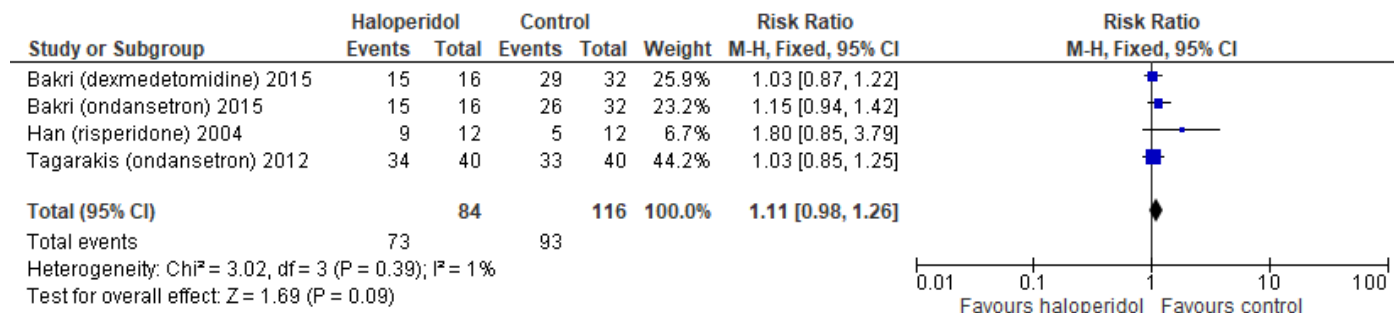 Haloperidol Control Risk Ratio Risk Ratio
Study or Subgroup Events Total Events Total Weight M-H, Fixed, 95% CI M-H, Fixed, 95% CI
Bakri (dexmedetomidine) 2015 15 16 29 32 25.9% 1.03 [0.87, 1.22]
Bakri (ondansetron) 2015 15 16 26 32 23.2% 1.15 [0.94, 1.42]
Han (risperidone) 2004 9 12 5 12 6.7% 1.80 [0.85, 3.79]
Tagarakis (ondansetron) 2012 34 40 33 40 44.2% 1.03 [0.85, 1.25]
Total (95% CI) 84 116 100.0% 1.11 [0.98, 1.26]
Total events 73 93
Heterogeneity: Chi² = 3.02, df = 3 (P = 0.39); I² = 1%
Test for overall effect: Z = 1.69 (P = 0.09)
0.01 0.1 1 10 100
Favours haloperidol Favours control